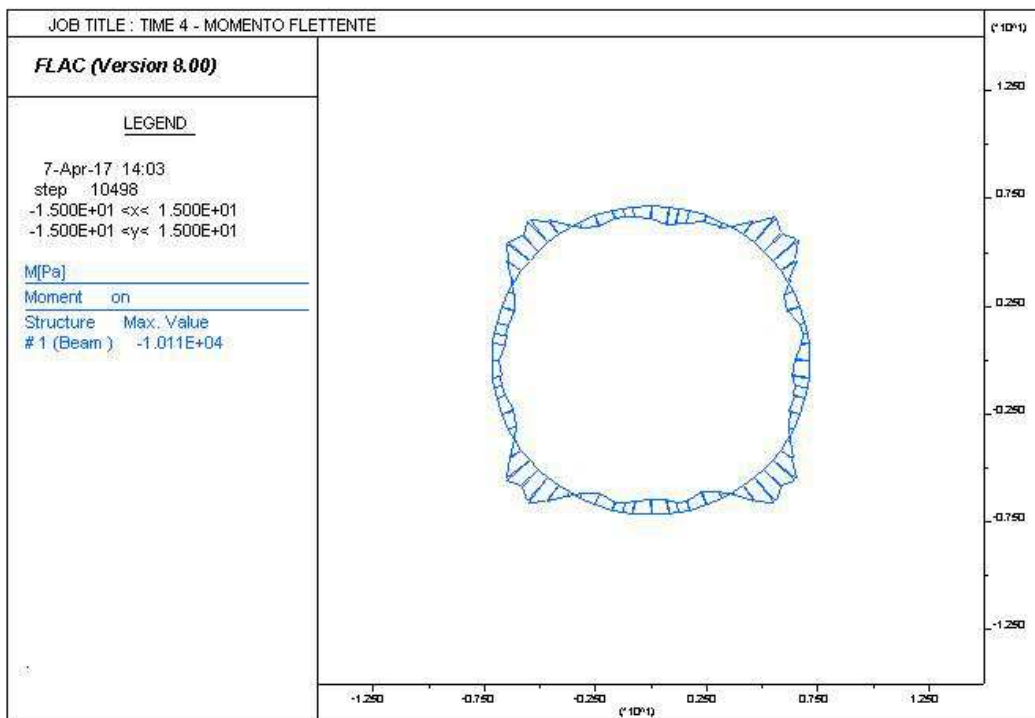 JOB TITLE : TIME 4 - MOMENTO FLETTENTE
FLAC (Version 8.00)
LEGEND
7-Apr-17 14:03
step 10498
-1.500E+01 <x< 1.500E+01
-1.500E+01 <y< 1.500E+01
M[Pa]
Moment on
Structure Max. Value
# 1 (Beam ) -1.011E+04
(*10^1)
1.250
0.750
0.250
-0.250
-0.750
-1.250
-1.250
-0.750
-0.250
0.250
0.750
1.250
(*10^1)